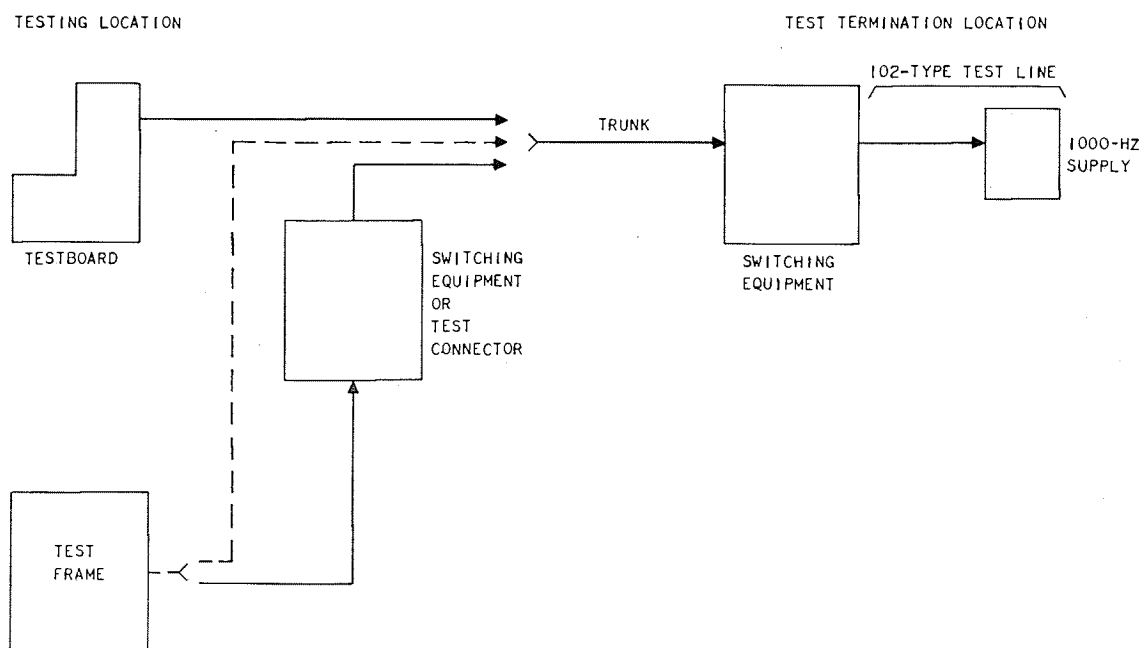 TESTING LOCATION
TEST TERMINATION LOCATION
102-TYPE TEST LINE
TRUNK
1000-HZ
SUPPLY
TESTBOARD
SWITCHING
EQUIPMENT
OR
TEST
CONNECTOR
SWITCHING
EQUIPMENT
TEST
FRAME